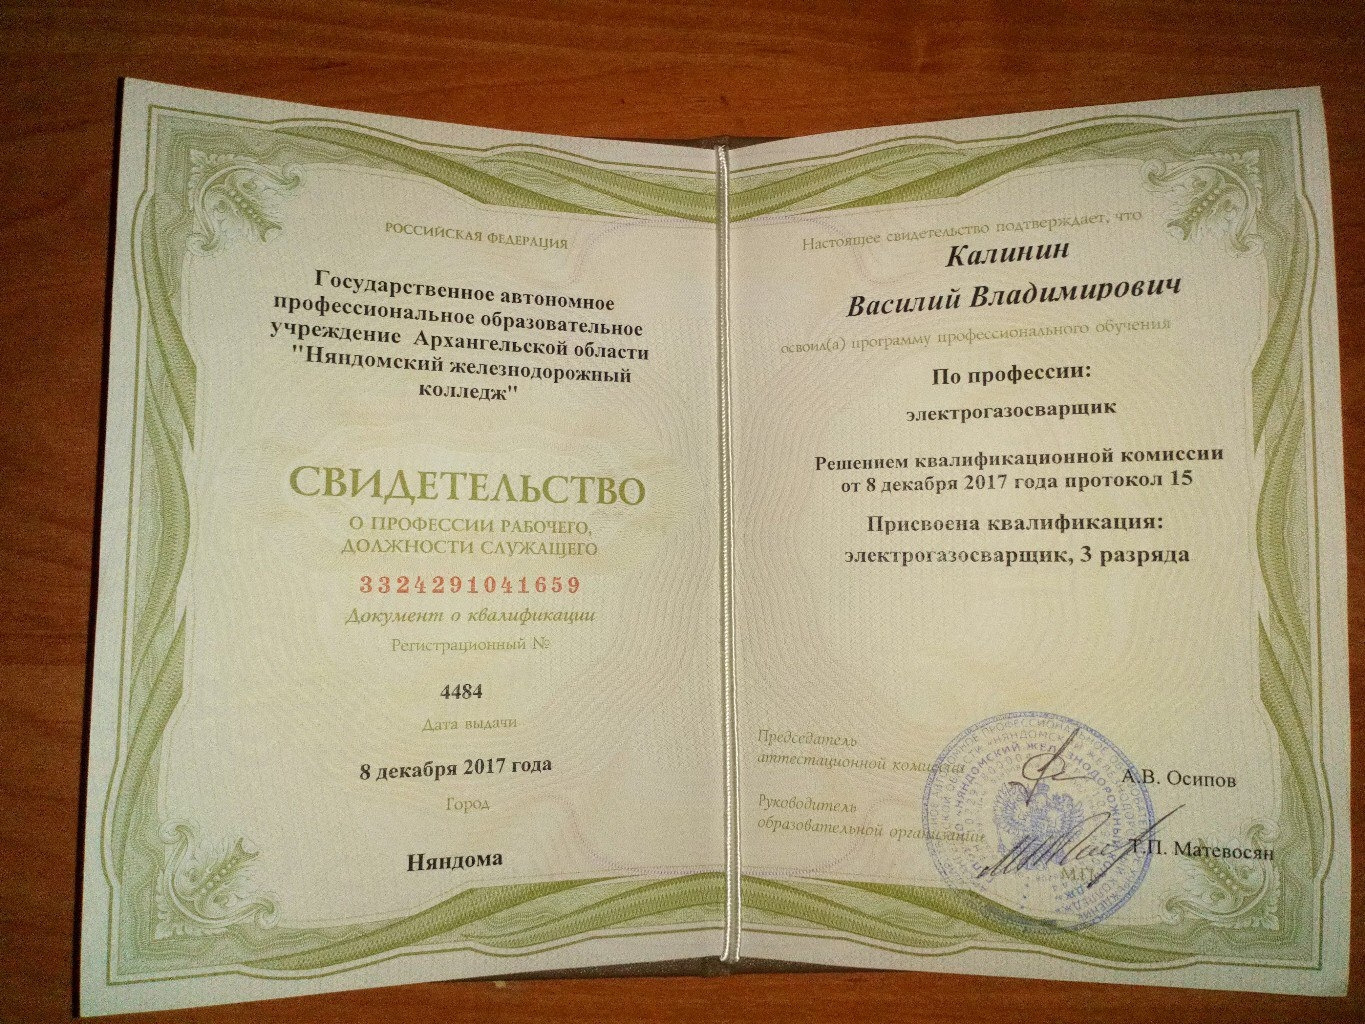 РОССИЙСКАЯ ФЕДЕРАЦИЯ
Государственное автономное
профессиональное образовательное
учреждение Архангельской области
"Няндомский железнодорожный
колледж"
СВИДЕТЕЛЬСТВО
О ПРОФЕССИИ РАБОЧЕГО,
ДОЛЖНОСТИ СЛУЖАЩЕГО
3324291041659
Документ о квалификации
Регистрационный №
4484
Дата выдачи
8 декабря 2017 года
Город
Няндома
Настоящее свидетельство подтверждает, что
Калинин
Василий Владимирович
освоил(а) программу профессионального обучения
По профессии:
электрогазосварщик
Решением квалификационной комиссии
от 8 декабря 2017 года протокол 15
Присвоена квалификация:
электрогазосварщик, 3 разряда
Председатель
аттестационной комиссии
А.В. Осипов
Руководитель
образовательной организации
Т.П. Матевосян
М.П.
«НЯНДОМСКИЙ ЖЕЛЕЗНОДОРОЖНЫЙ